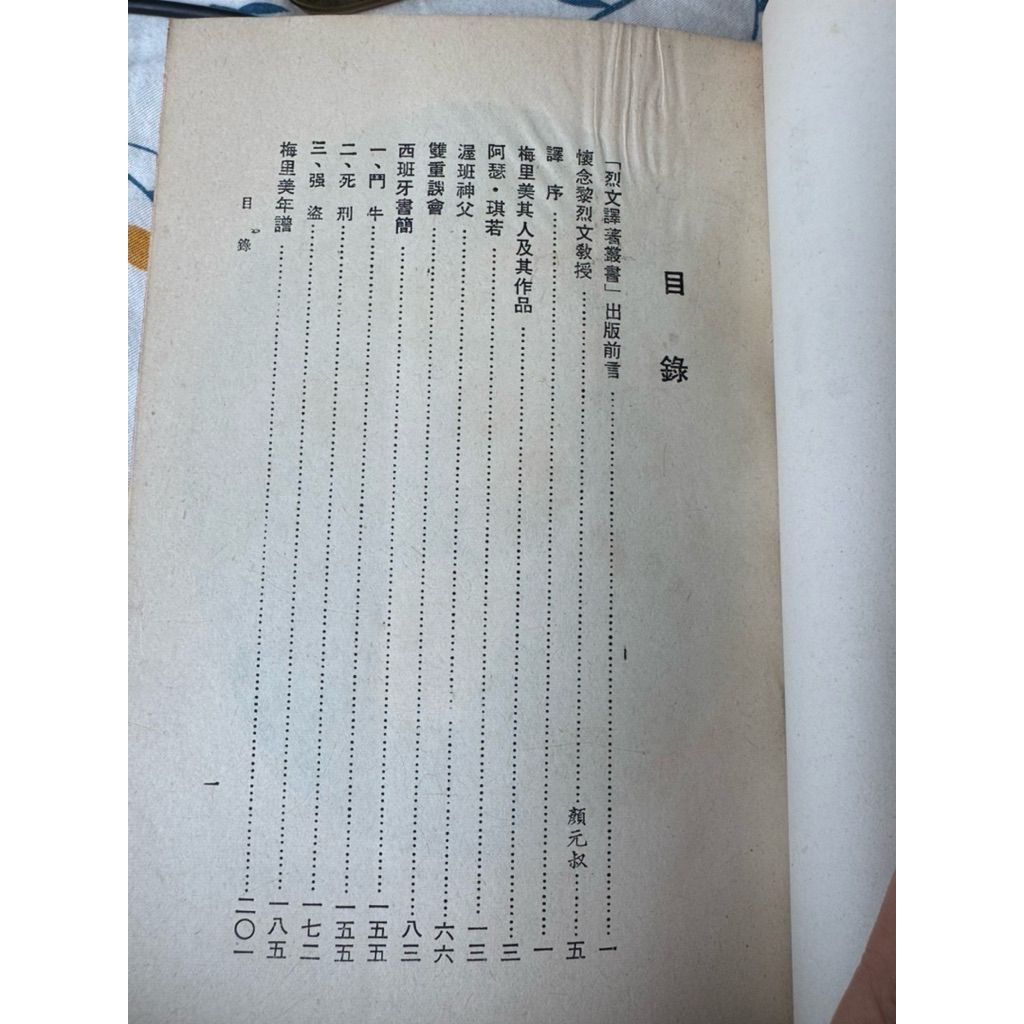 目錄
「烈文譯著叢書」出版前言……一
懷念黎烈文教授……顏元叔……五
譯序……一
梅里美其人及其作品……三
阿瑟・琪若……一三
渥班神父……六六
雙重誤會……八三
西班牙書簡……一五五
一、鬥牛……一五五
二、死刑……一七二
三、强盜……一八五
梅里美年譜……二〇一
目錄
一